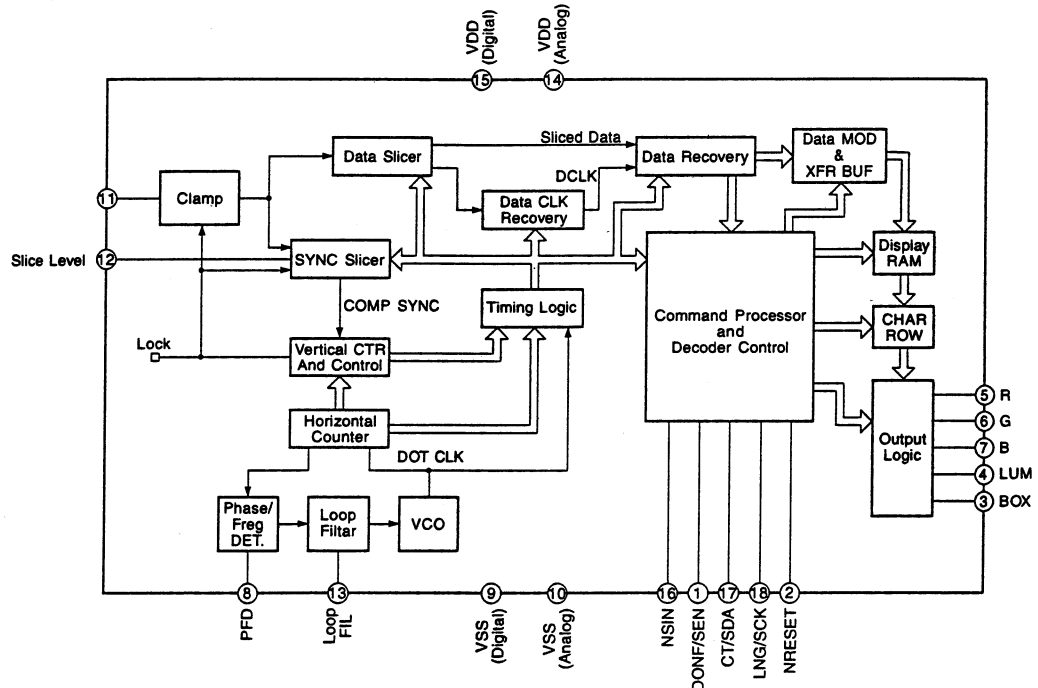 VDD
(Digital)
VDD
(Analog)
15
14
Sliced Data
Data Slicer
Data Recovery
Data MOD
&
XFR BUF
DCLK
11
Clamp
Data CLK
Recovery
Slice Level
12
SYNC Slicer
Display
RAM
COMP SYNC
Timing Logic
Command Processor
and
Decoder Control
CHAR
ROW
Lock
Vertical CTR
And Control
Horizontal
Counter
DOT CLK
Output
Logic
5 R
6 G
7 B
4 LUM
3 BOX
Phase/
Freg
DET.
Loop
Filtar
VCO
8
13
9
10
16
1
17
18
2
PFD
Loop
FIL
VSS
(Digital)
VSS
(Analog)
NSIN
DONF/SEN
CT/SDA
LNG/SCK
NRESET